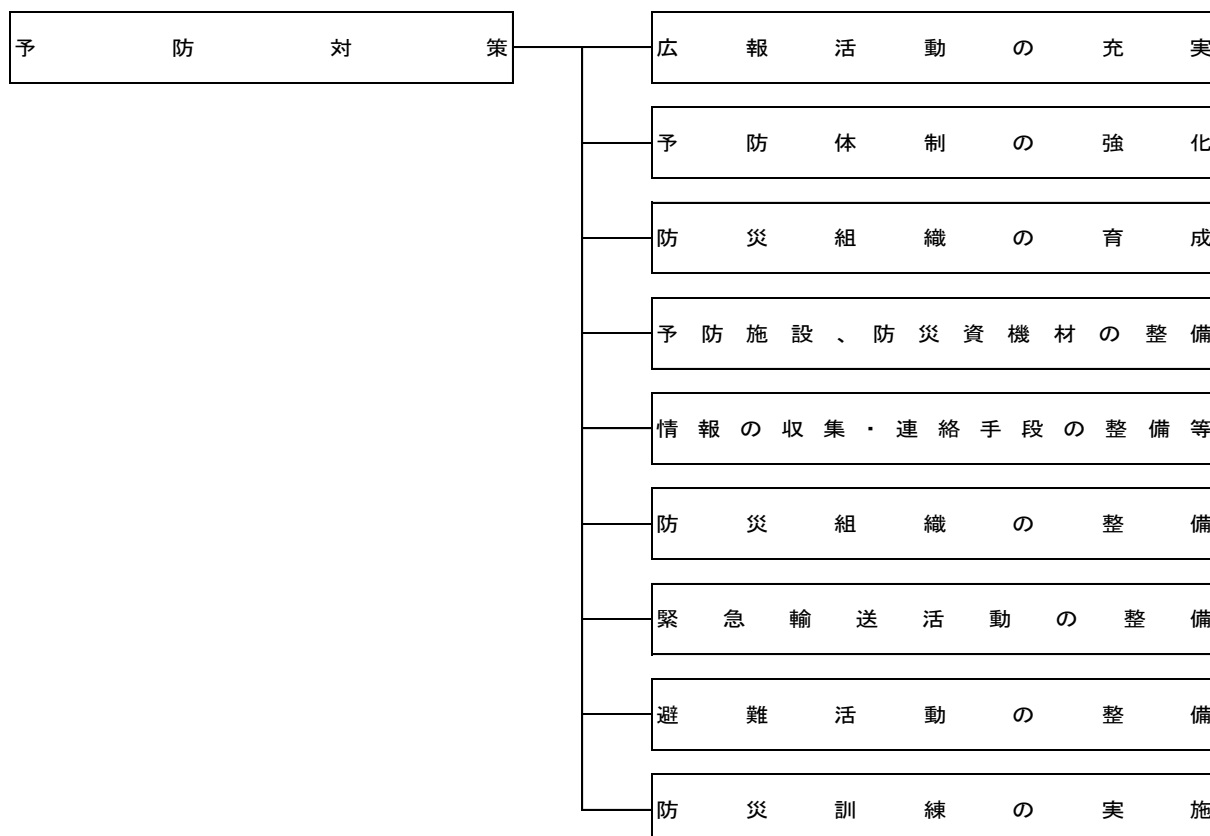 予防対策
広報活動の充実
予防体制の強化
防災組織の育成
予防施設、防災資機材の整備
情報の収集・連絡手段の整備等
防災組織の整備
緊急輸送活動の整備
避難活動の整備
防災訓練の実施